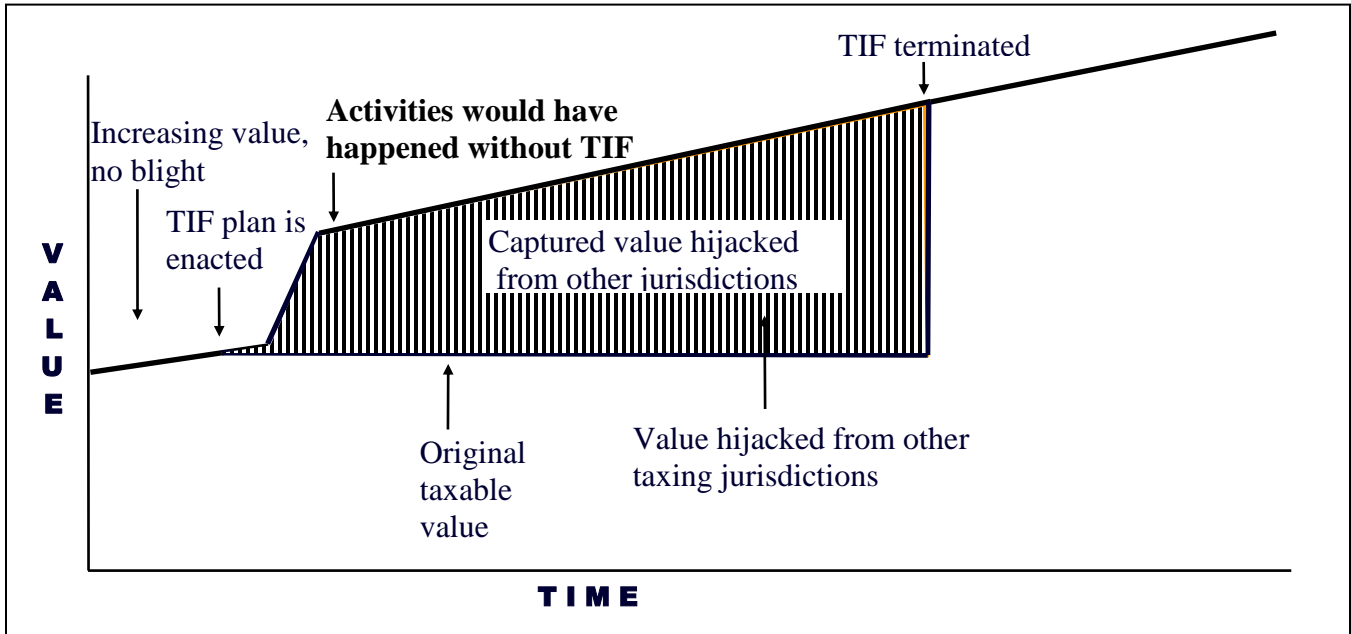 TIF terminated
Activities would have
happened without TIF
Increasing value,
no blight
TIF plan is
enacted
Captured value hijacked
from other jurisdictions
VALUE
Original
taxable
value
Value hijacked from other
taxing jurisdictions
TIME